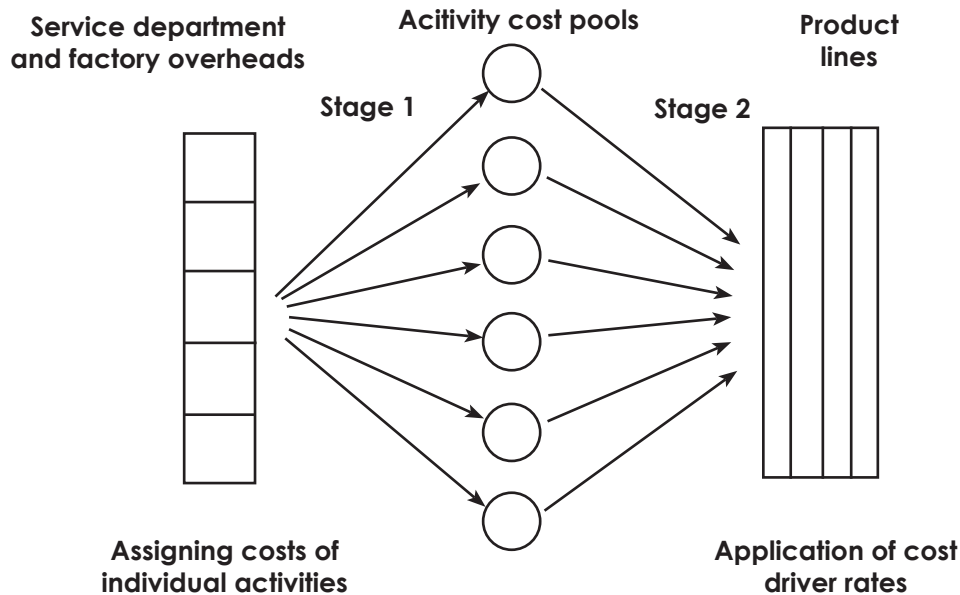 Service department
and factory overheads
Acitivity cost pools
Product
lines
Stage 1
Stage 2
Assigning costs of
individual activities
Application of cost
driver rates